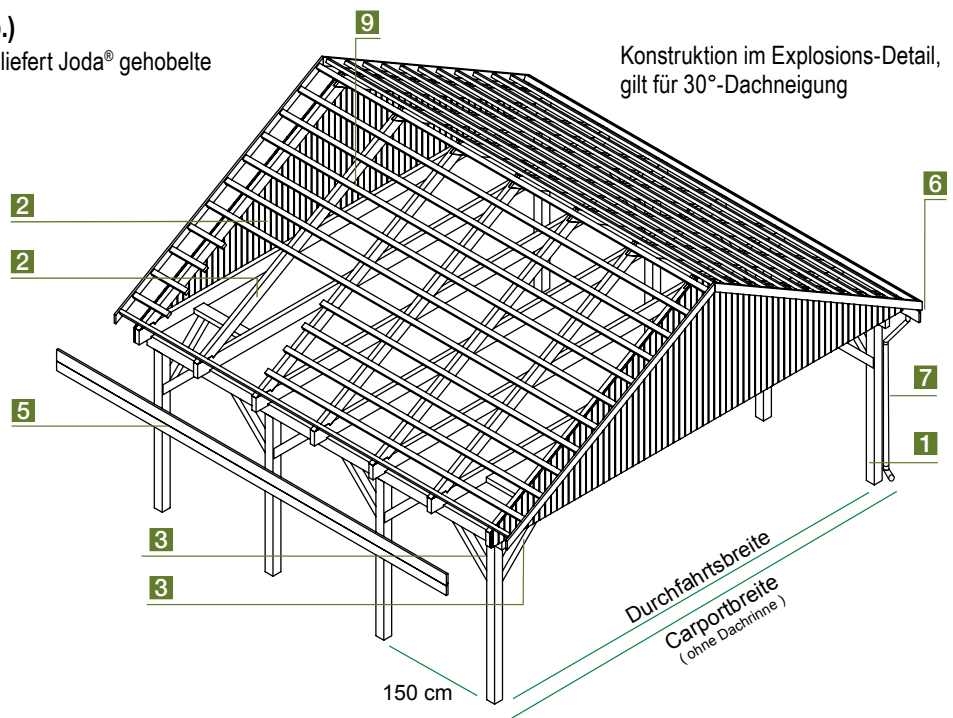 .)
liefert Joda® gehobelte
Konstruktion im Explosions-Detail,
gilt für 30°-Dachneigung
9
6
2
2
7
5
1
3
3
Durchfahrtsbreite
Carportbreite
( ohne Dachrinne )
150 cm